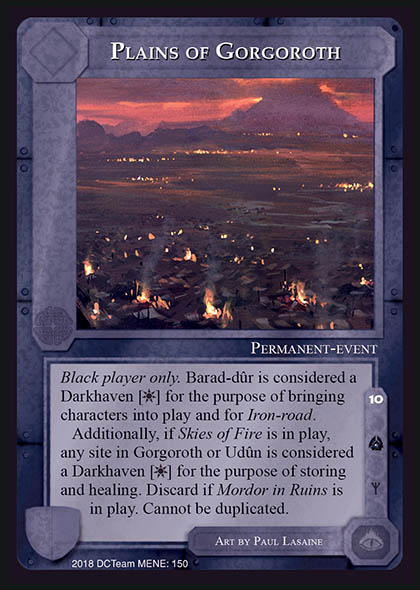 Plains of Gorgoroth
Permanent-event
Black player only. Barad-dûr is considered a
Darkhaven [☀] for the purpose of bringing
characters into play and for Iron-road.
Additionally, if Skies of Fire is in play,
any site in Gorgoroth or Udûn is considered
a Darkhaven [☀] for the purpose of storing
and healing. Discard if Mordor in Ruins is
in play. Cannot be duplicated.
10
Art by Paul Lasaine
2018 DCTeam MENE: 150